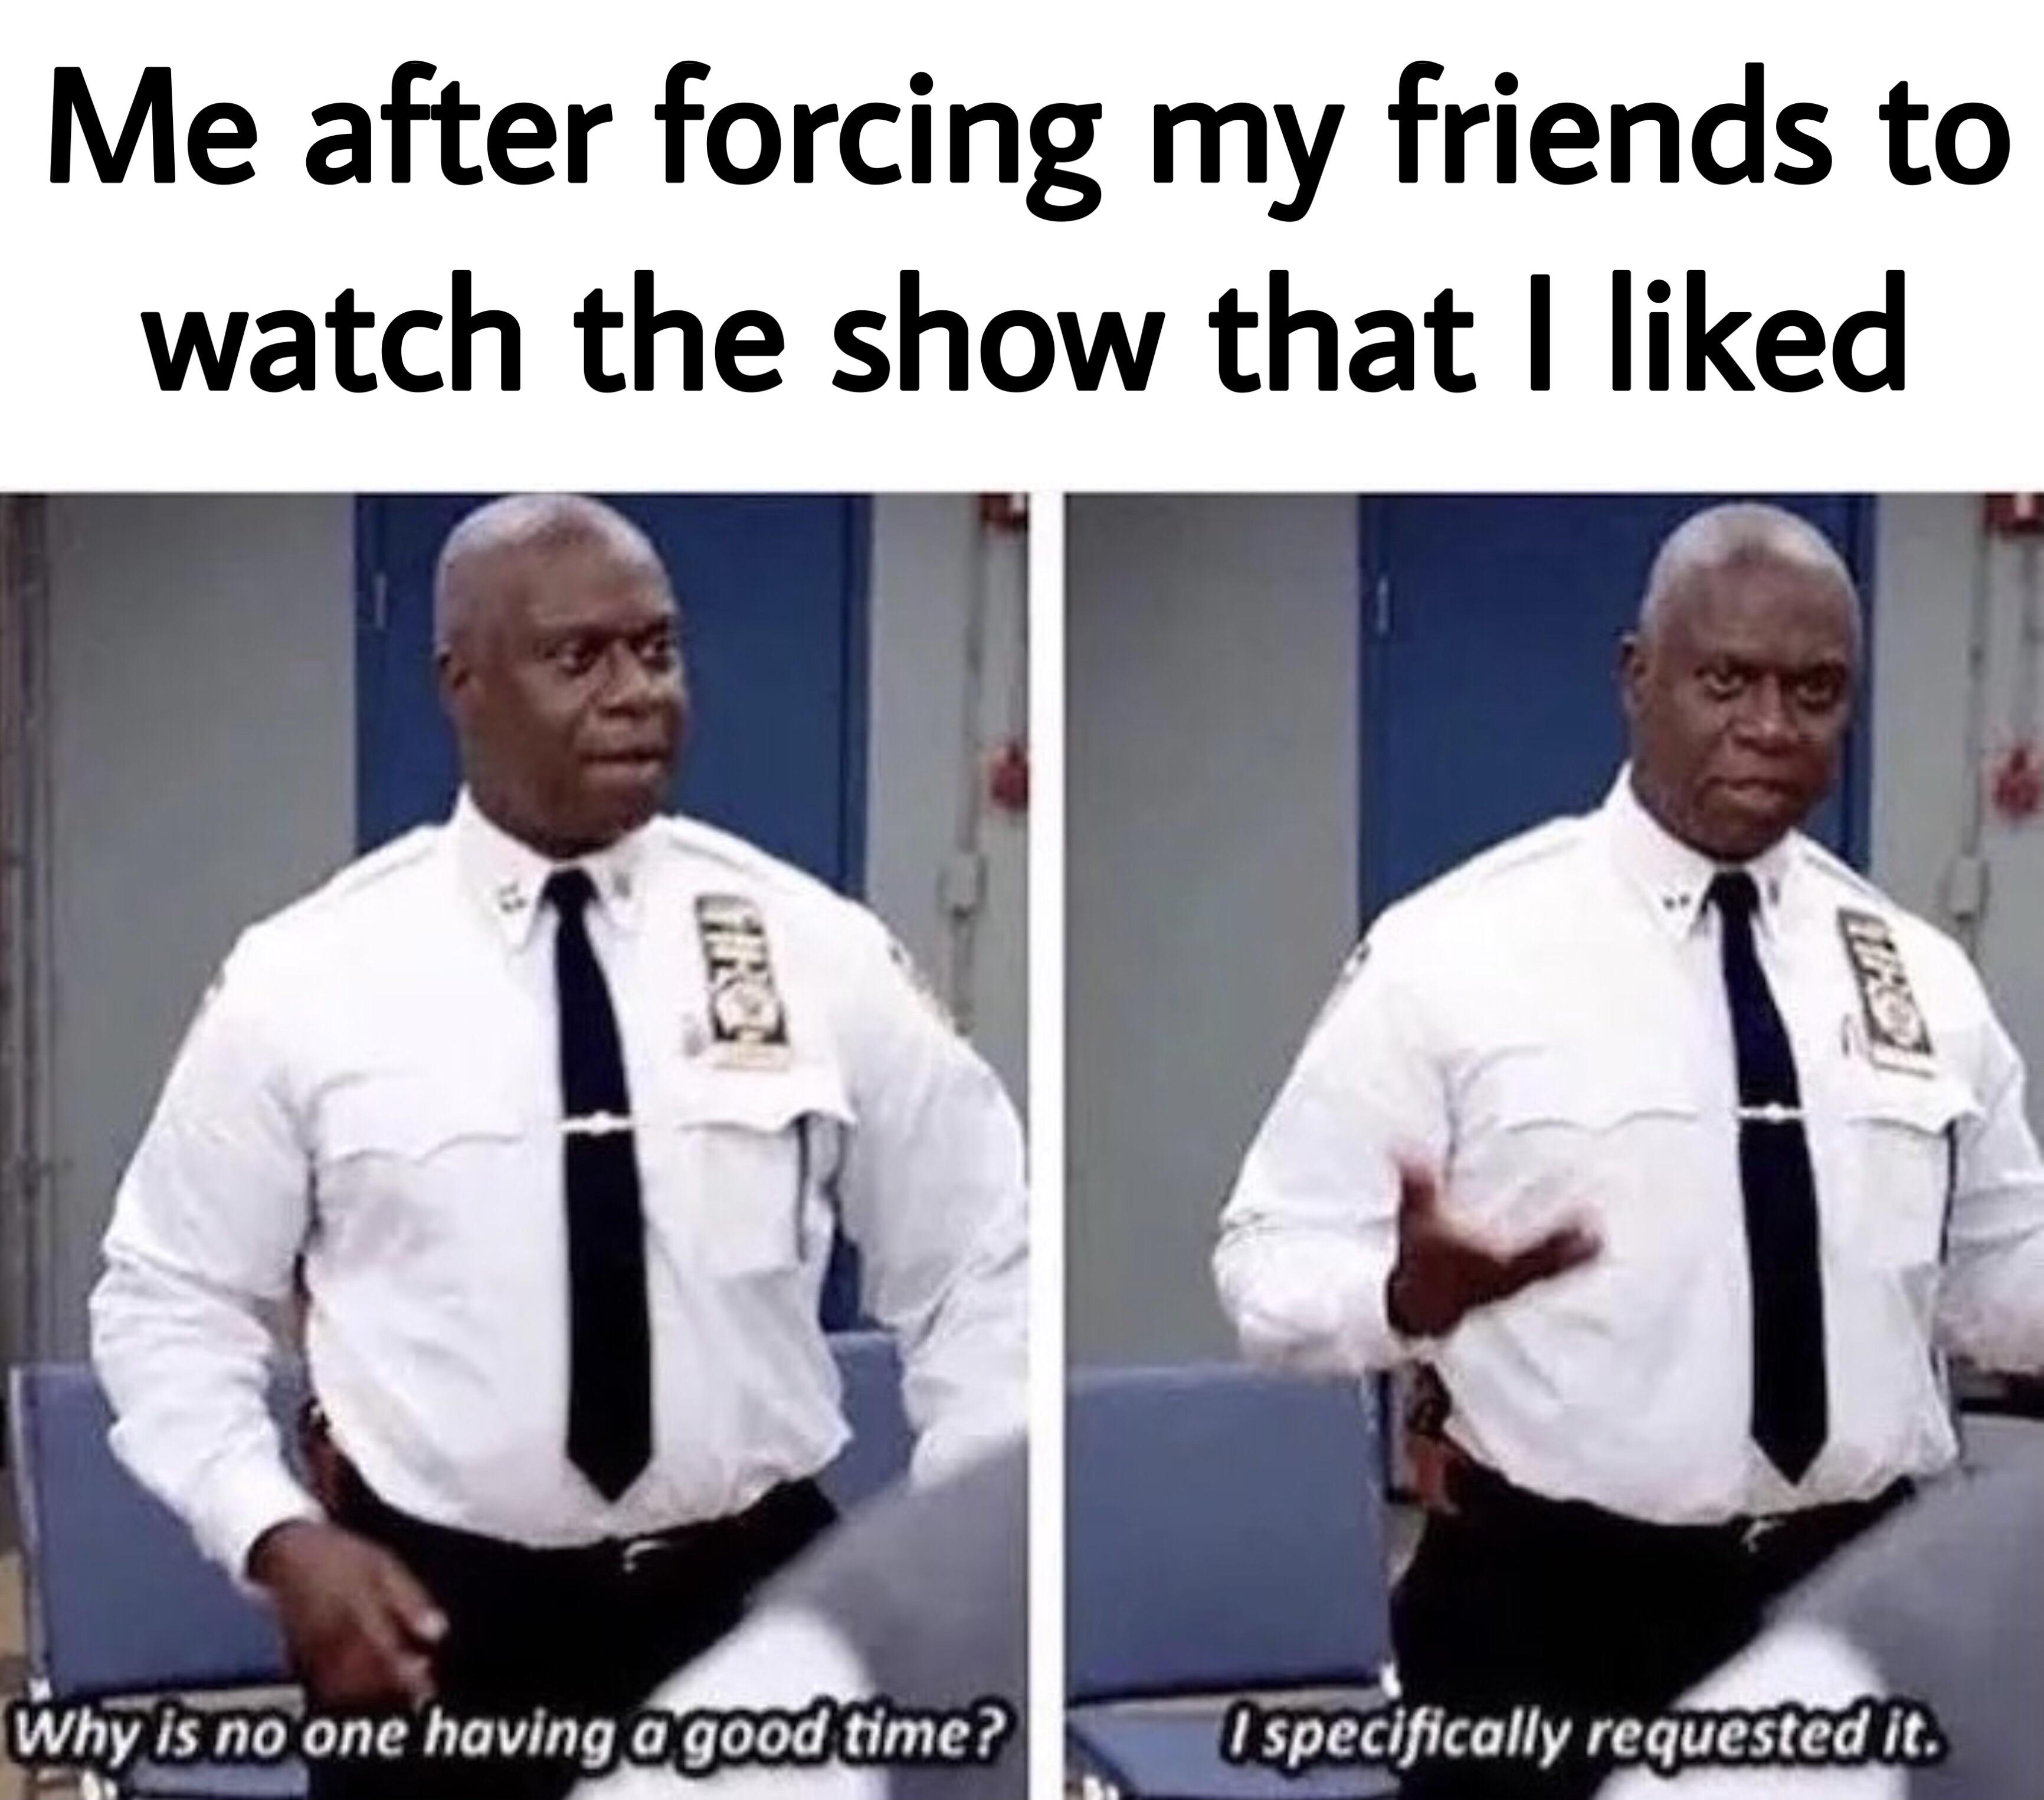 Me after forcing my friends to
watch the show that I liked
Why is no one having a good time?
I specifically requested it.